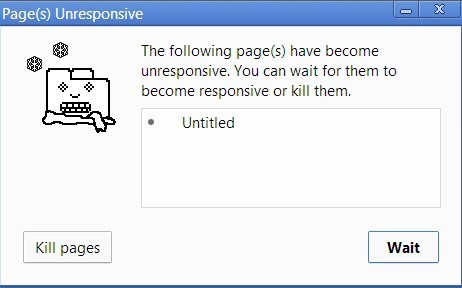 Page(s) Unresponsive
The following page(s) have become
unresponsive. You can wait for them to
become responsive or kill them.
Untitled
Kill pages
Wait